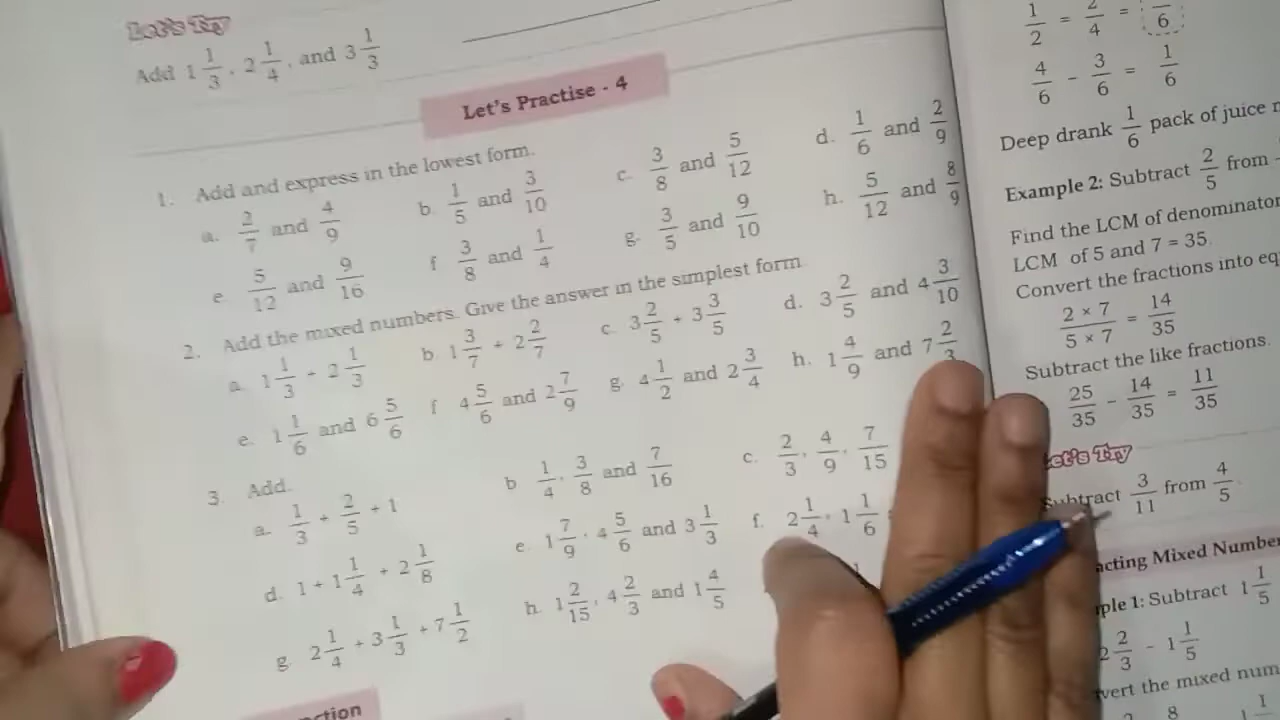 Let's Try
Add 1 1/3, 2 1/4, and 3 1/3
Let's Practise - 4
1. Add and express in the lowest form.
a. 2/7 and 4/9 b. 1/5 and 3/10 c. 3/8 and 5/12 d. 1/6 and 2/9
e. 5/12 and 9/16 f 3/8 and 1/4 g. 3/5 and 9/10 h. 5/12 and 8/9
2. Add the mixed numbers. Give the answer in the simplest form
a. 1 1/3 + 2 1/3 b. 1 3/7 + 2 2/7 c. 3 2/5 + 3 3/5 d. 3 2/5 and 4 3/10
e. 1 1/6 and 6 5/6 f 4 5/6 and 2 7/9 g. 4 1/2 and 2 3/4 h. 1 4/9 and 7 2/3
3. Add.
a. 1/3 + 2/5 + 1 b 1/4, 3/8 and 7/16 c. 2/3, 4/9, 7/15
d. 1 + 1 1/4 + 2 1/8 e. 1 7/9, 4 5/6 and 3 1/3 f. 2 1/4, 1 1/6
g. 2 1/4 + 3 1/3 + 7 1/2 h. 1 2/15, 4 2/3 and 1 4/5
1/2 = 2/4 = /6
4/6 - 3/6 = 1/6
Deep drank 1/6 pack of juice
Example 2: Subtract 2/5 from
Find the LCM of
LCM of 5 and 7 = 35.
Convert the fractions into
2 × 7 / 5 × 7 = 14/35
Subtract the like fractions.
25/35 - 14/35 = 11/35
Let's Try
Subtract 3/11 from 4/5.
Mixed
1: Subtract 1 1/5
2 2/3 - 1 1/5
the mixed